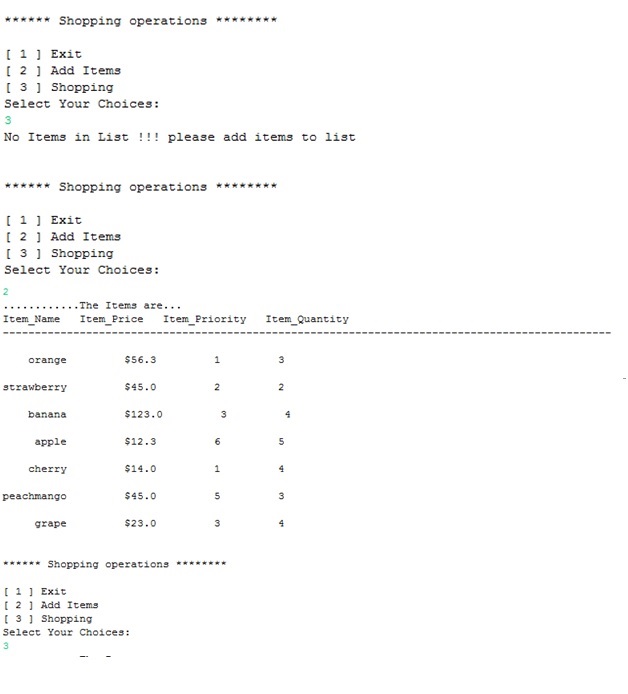 ****** Shopping operations ********
[ 1 ] Exit
[ 2 ] Add Items
[ 3 ] Shopping
Select Your Choices:
3
No Items in List !!! please add items to list
****** Shopping operations ********
[ 1 ] Exit
[ 2 ] Add Items
[ 3 ] Shopping
Select Your Choices:
2
............The Items are...
Item_Name Item_Price Item_Priority Item_Quantity
--------------------------------------------------------------------------------------------
orange $56.3 1 3
strawberry $45.0 2 2
banana $123.0 3 4
apple $12.3 6 5
cherry $14.0 1 4
peachmango $45.0 5 3
grape $23.0 3 4
****** Shopping operations ********
[ 1 ] Exit
[ 2 ] Add Items
[ 3 ] Shopping
Select Your Choices:
3